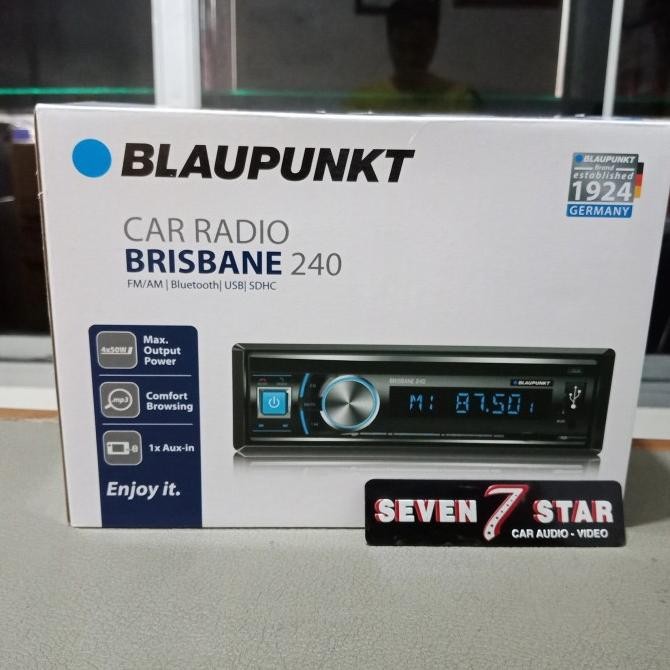 BLAUPUNKT
BLAUPUNKT
Brand
established
1924
GERMANY
CAR RADIO
BRISBANE 240
FM/AM | Bluetooth| USB| SDHC
4x50W
Max.
Output
Power
.mp3
Comfort
Browsing
1x Aux-in
Enjoy it.
BRISBANE 240
BLAUPUNKT
M1 87.50
SEVEN 7 STAR
CAR AUDIO - VIDEO